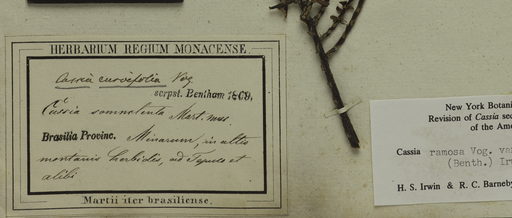 HERBARIUM REGIUM MONACENSE.
Cassia curvifolia Vog.
scrpst. Bentham 1869.
Cassia Mart. mss.
Brasilia Provinc. Minarum, in altis
montanis herbidis, ad Tejuco et
alibi
Martii iter brasiliense.
New York Botani
Revision of Cassia sec
of the Ame
Cassia ramosa Vog. va
(Benth.) Ir
H. S. Irwin & R. C. Barneby